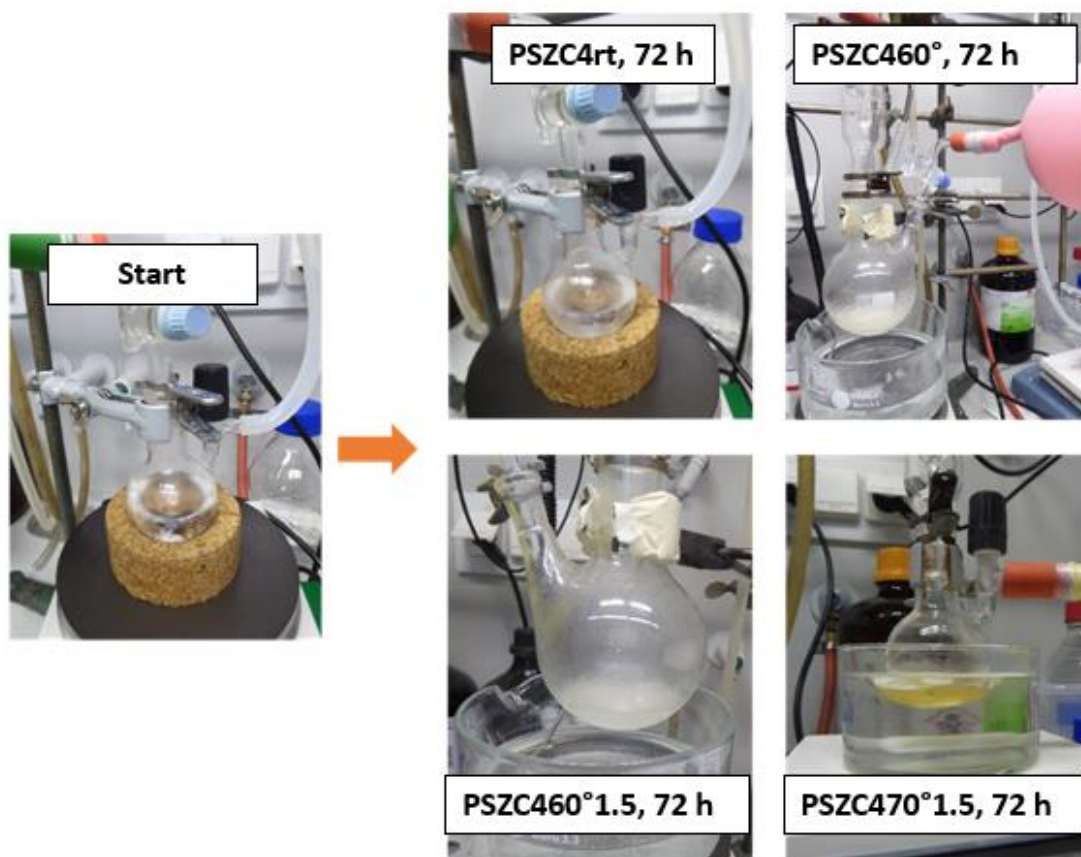 Start
PSZC4rt, 72 h
PSZC460°, 72 h
PSZC460°1.5, 72 h
PSZC470°1.5, 72 h